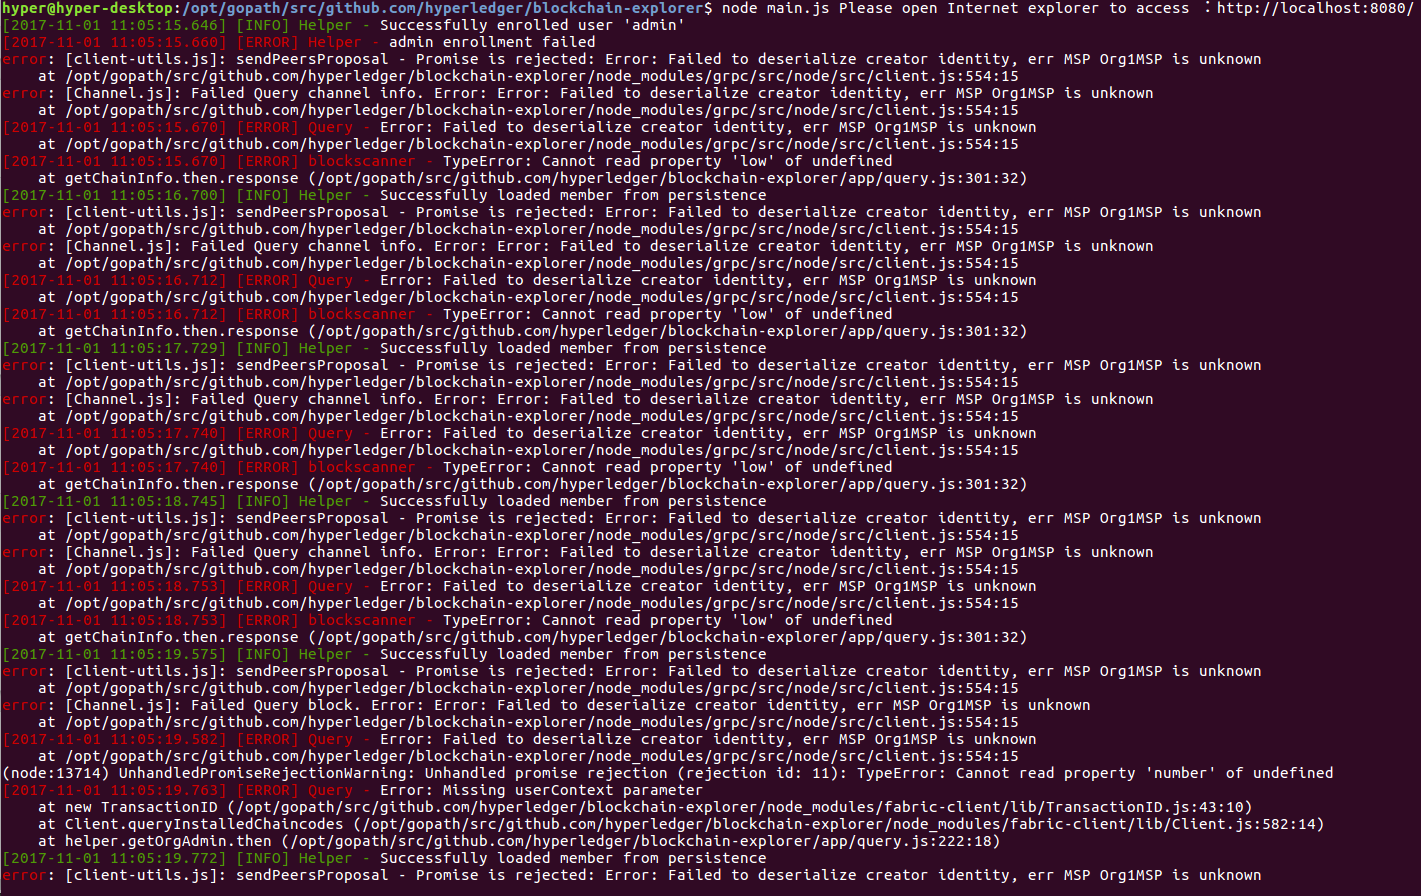 hyper@hyper-desktop:/opt/gopath/src/github.com/hyperledger/blockchain-explorer$ node main.js Please open Internet explorer to access ：http://localhost:8080/
[2017-11-01 11:05:15.646] [INFO] Helper - Successfully enrolled user 'admin'
[2017-11-01 11:05:15.660] [ERROR] Helper - admin enrollment failed
error: [client-utils.js]: sendPeersProposal - Promise is rejected: Error: Failed to deserialize creator identity, err MSP Org1MSP is unknown
    at /opt/gopath/src/github.com/hyperledger/blockchain-explorer/node_modules/grpc/src/node/src/client.js:554:15
error: [Channel.js]: Failed Query channel info. Error: Error: Failed to deserialize creator identity, err MSP Org1MSP is unknown
    at /opt/gopath/src/github.com/hyperledger/blockchain-explorer/node_modules/grpc/src/node/src/client.js:554:15
[2017-11-01 11:05:15.670] [ERROR] Query - Error: Failed to deserialize creator identity, err MSP Org1MSP is unknown
    at /opt/gopath/src/github.com/hyperledger/blockchain-explorer/node_modules/grpc/src/node/src/client.js:554:15
[2017-11-01 11:05:15.670] [ERROR] blockscanner - TypeError: Cannot read property 'low' of undefined
    at getChainInfo.then.response (/opt/gopath/src/github.com/hyperledger/blockchain-explorer/app/query.js:301:32)
[2017-11-01 11:05:16.700] [INFO] Helper - Successfully loaded member from persistence
error: [client-utils.js]: sendPeersProposal - Promise is rejected: Error: Failed to deserialize creator identity, err MSP Org1MSP is unknown
    at /opt/gopath/src/github.com/hyperledger/blockchain-explorer/node_modules/grpc/src/node/src/client.js:554:15
error: [Channel.js]: Failed Query channel info. Error: Error: Failed to deserialize creator identity, err MSP Org1MSP is unknown
    at /opt/gopath/src/github.com/hyperledger/blockchain-explorer/node_modules/grpc/src/node/src/client.js:554:15
[2017-11-01 11:05:16.712] [ERROR] Query - Error: Failed to deserialize creator identity, err MSP Org1MSP is unknown
    at /opt/gopath/src/github.com/hyperledger/blockchain-explorer/node_modules/grpc/src/node/src/client.js:554:15
[2017-11-01 11:05:16.712] [ERROR] blockscanner - TypeError: Cannot read property 'low' of undefined
    at getChainInfo.then.response (/opt/gopath/src/github.com/hyperledger/blockchain-explorer/app/query.js:301:32)
[2017-11-01 11:05:17.729] [INFO] Helper - Successfully loaded member from persistence
error: [client-utils.js]: sendPeersProposal - Promise is rejected: Error: Failed to deserialize creator identity, err MSP Org1MSP is unknown
    at /opt/gopath/src/github.com/hyperledger/blockchain-explorer/node_modules/grpc/src/node/src/client.js:554:15
error: [Channel.js]: Failed Query channel info. Error: Error: Failed to deserialize creator identity, err MSP Org1MSP is unknown
    at /opt/gopath/src/github.com/hyperledger/blockchain-explorer/node_modules/grpc/src/node/src/client.js:554:15
[2017-11-01 11:05:17.740] [ERROR] Query - Error: Failed to deserialize creator identity, err MSP Org1MSP is unknown
    at /opt/gopath/src/github.com/hyperledger/blockchain-explorer/node_modules/grpc/src/node/src/client.js:554:15
[2017-11-01 11:05:17.740] [ERROR] blockscanner - TypeError: Cannot read property 'low' of undefined
    at getChainInfo.then.response (/opt/gopath/src/github.com/hyperledger/blockchain-explorer/app/query.js:301:32)
[2017-11-01 11:05:18.745] [INFO] Helper - Successfully loaded member from persistence
error: [client-utils.js]: sendPeersProposal - Promise is rejected: Error: Failed to deserialize creator identity, err MSP Org1MSP is unknown
    at /opt/gopath/src/github.com/hyperledger/blockchain-explorer/node_modules/grpc/src/node/src/client.js:554:15
error: [Channel.js]: Failed Query channel info. Error: Error: Failed to deserialize creator identity, err MSP Org1MSP is unknown
    at /opt/gopath/src/github.com/hyperledger/blockchain-explorer/node_modules/grpc/src/node/src/client.js:554:15
[2017-11-01 11:05:18.753] [ERROR] Query - Error: Failed to deserialize creator identity, err MSP Org1MSP is unknown
    at /opt/gopath/src/github.com/hyperledger/blockchain-explorer/node_modules/grpc/src/node/src/client.js:554:15
[2017-11-01 11:05:18.753] [ERROR] blockscanner - TypeError: Cannot read property 'low' of undefined
    at getChainInfo.then.response (/opt/gopath/src/github.com/hyperledger/blockchain-explorer/app/query.js:301:32)
[2017-11-01 11:05:19.575] [INFO] Helper - Successfully loaded member from persistence
error: [client-utils.js]: sendPeersProposal - Promise is rejected: Error: Failed to deserialize creator identity, err MSP Org1MSP is unknown
    at /opt/gopath/src/github.com/hyperledger/blockchain-explorer/node_modules/grpc/src/node/src/client.js:554:15
error: [Channel.js]: Failed Query block. Error: Error: Failed to deserialize creator identity, err MSP Org1MSP is unknown
    at /opt/gopath/src/github.com/hyperledger/blockchain-explorer/node_modules/grpc/src/node/src/client.js:554:15
[2017-11-01 11:05:19.582] [ERROR] Query - Error: Failed to deserialize creator identity, err MSP Org1MSP is unknown
    at /opt/gopath/src/github.com/hyperledger/blockchain-explorer/node_modules/grpc/src/node/src/client.js:554:15
(node:13714) UnhandledPromiseRejectionWarning: Unhandled promise rejection (rejection id: 11): TypeError: Cannot read property 'number' of undefined
[2017-11-01 11:05:19.763] [ERROR] Query - Error: Missing userContext parameter
    at new TransactionID (/opt/gopath/src/github.com/hyperledger/blockchain-explorer/node_modules/fabric-client/lib/TransactionID.js:43:10)
    at Client.queryInstalledChaincodes (/opt/gopath/src/github.com/hyperledger/blockchain-explorer/node_modules/fabric-client/lib/Client.js:582:14)
    at helper.getOrgAdmin.then (/opt/gopath/src/github.com/hyperledger/blockchain-explorer/app/query.js:222:18)
[2017-11-01 11:05:19.772] [INFO] Helper - Successfully loaded member from persistence
error: [client-utils.js]: sendPeersProposal - Promise is rejected: Error: Failed to deserialize creator identity, err MSP Org1MSP is unknown